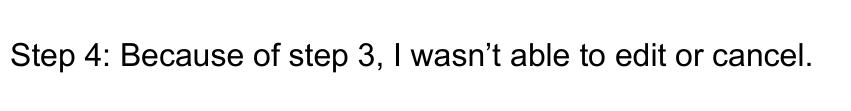 Step 4: Because of step 3, I wasn’t able to edit or cancel.